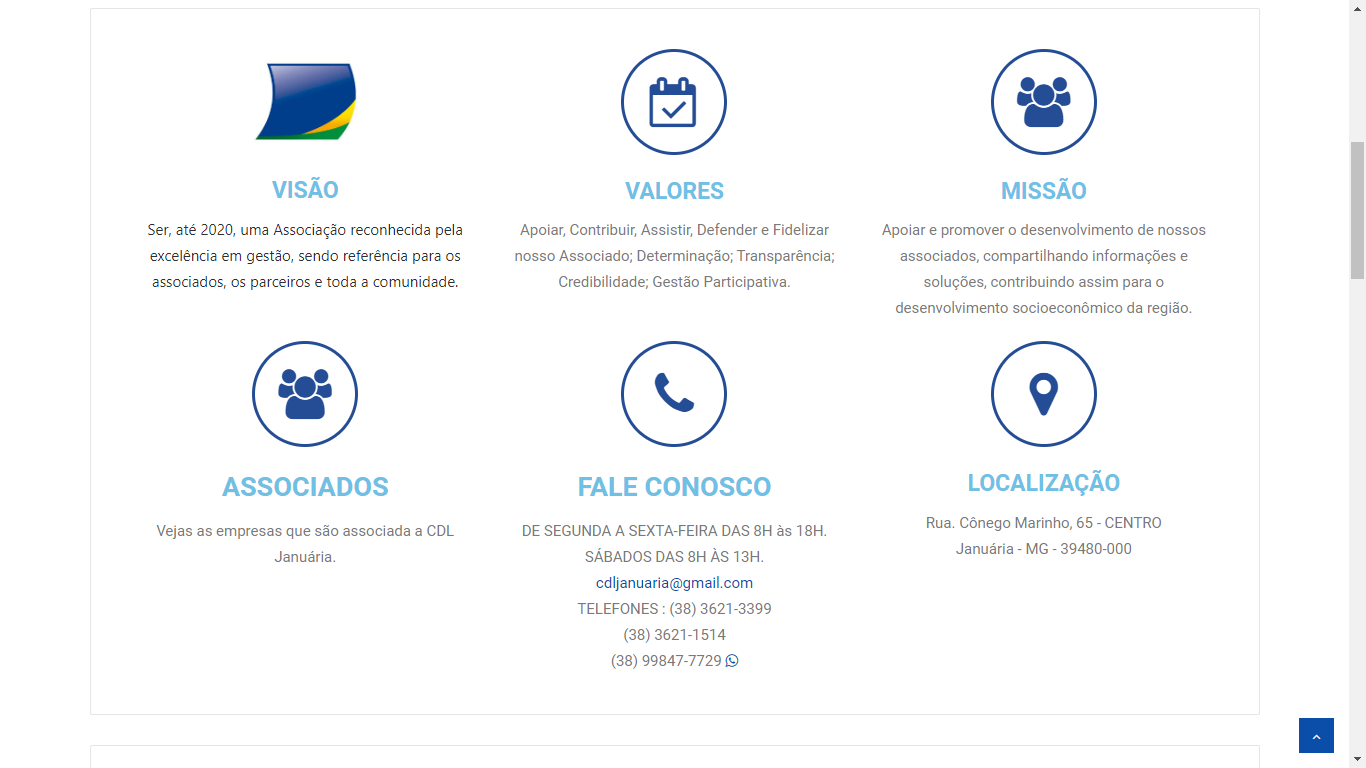 VISÃO
Ser, até 2020, uma Associação reconhecida pela
excelência em gestão, sendo referência para os
associados, os parceiros e toda a comunidade.
VALORES
Apoiar, Contribuir, Assistir, Defender e Fidelizar
nosso Associado; Determinação; Transparência;
Credibilidade; Gestão Participativa.
MISSÃO
Apoiar e promover o desenvolvimento de nossos
associados, compartilhando informações e
soluções, contribuindo assim para o
desenvolvimento socioeconômico da região.
ASSOCIADOS
Vejas as empresas que são associada a CDL
Januária.
FALE CONOSCO
DE SEGUNDA A SEXTA-FEIRA DAS 8H às 18H.
SÁBADOS DAS 8H ÀS 13H.
cdljanuaria@gmail.com
TELEFONES : (38) 3621-3399
(38) 3621-1514
(38) 99847-7729
LOCALIZAÇÃO
Rua. Cônego Marinho, 65 - CENTRO
Januária - MG - 39480-000